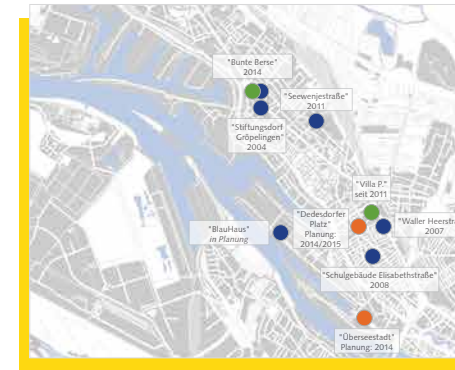 "Bunte Berse"
2014
"Seewenjestraße"
2011
"Stiftungsdorf
Gröpelingen"
2004
"Villa P."
seit 2011
"Dedesdorfer
Platz"
Planung:
2014/2015
"Waller Heerstr
2007
"BlauHaus"
in Planung
"Schulgebäude Elisabethstraße"
2008
"Überseestadt"
Planung: 2014